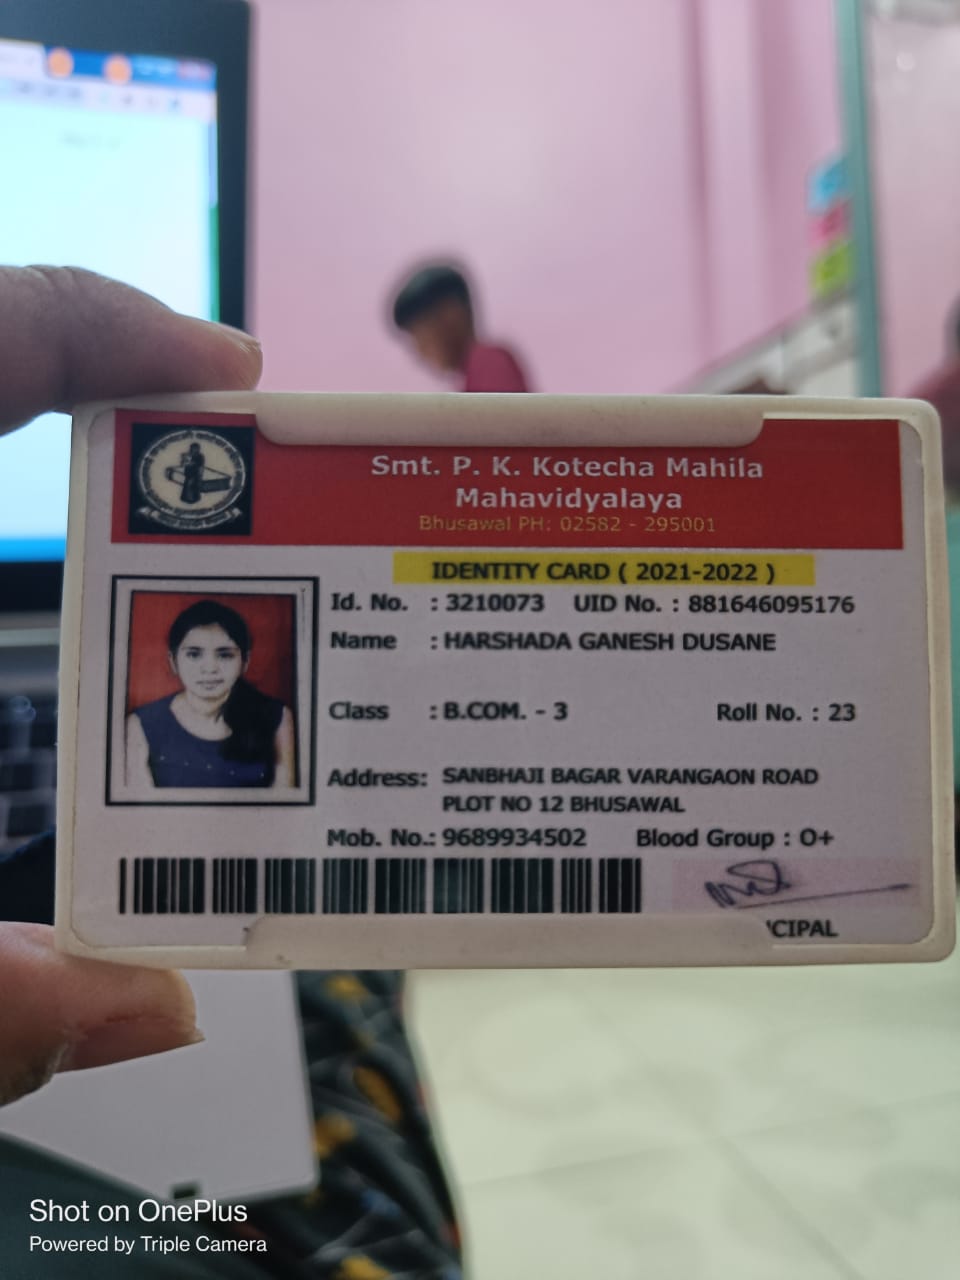 Smt. P. K. Kotecha Mahila
Mahavidyalaya
Bhusawal PH: 02582 - 295001
IDENTITY CARD ( 2021-2022 )
Id. No. : 3210073 UID No. : 881646095176
Name : HARSHADA GANESH DUSANE
Class : B.COM. - 3 Roll No. : 23
Address: SANBHAJI BAGAR VARANGAON ROAD
PLOT NO 12 BHUSAWAL
Mob. No.: 9689934502 Blood Group : O+
CIPAL
Shot on OnePlus
Powered by Triple Camera